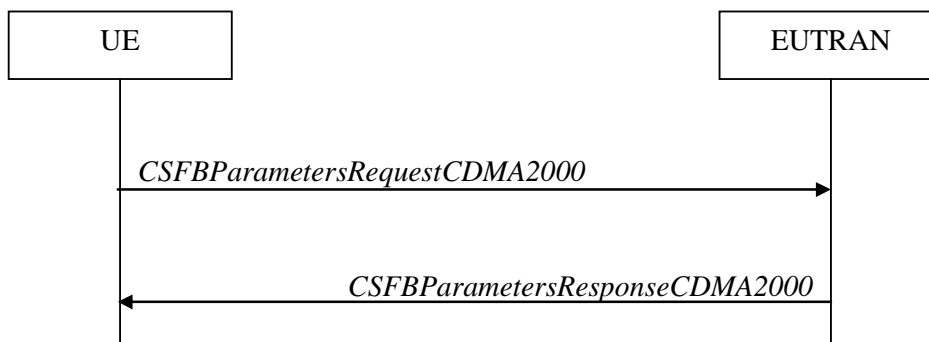 UE
EUTRAN
CSFBParametersRequestCDMA2000
CSFBParametersResponseCDMA2000